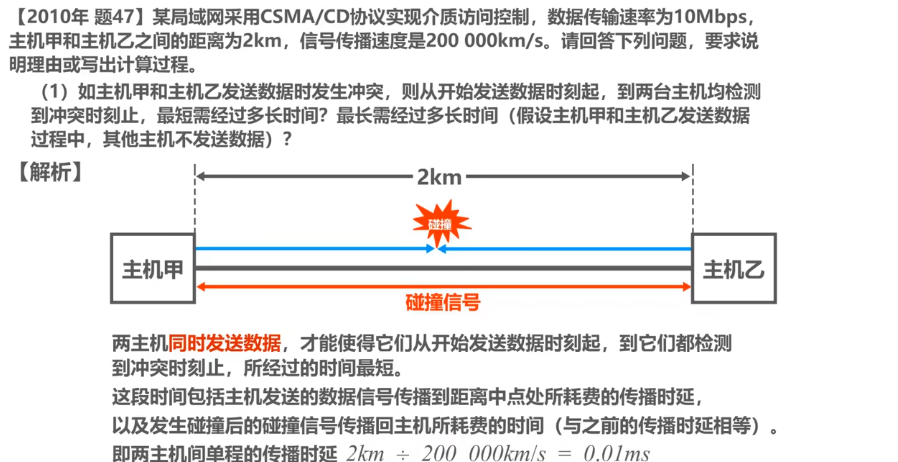 【2010年 题47】某局域网采用CSMA/CD协议实现介质访问控制，数据传输速率为10Mbps，
主机甲和主机乙之间的距离为2km，信号传播速度是200 000km/s。请回答下列问题，要求说
明理由或写出计算过程。
（1）如主机甲和主机乙发送数据时发生冲突，则从开始发送数据时刻起，到两台主机均检测
到冲突时刻止，最短需经过多长时间？最长需经过多长时间（假设主机甲和主机乙发送数据
过程中，其他主机不发送数据）？
【解析】
2km
碰撞
主机甲
主机乙
碰撞信号
两主机同时发送数据，才能使得它们从开始发送数据时刻起，到它们都检测
到冲突时刻止，所经过的时间最短。
这段时间包括主机发送的数据信号传播到距离中点处所耗费的传播时延，
以及发生碰撞后的碰撞信号传播回主机所耗费的时间（与之前的传播时延相等）。
即两主机间单程的传播时延 2km ÷ 200 000km/s = 0.01ms